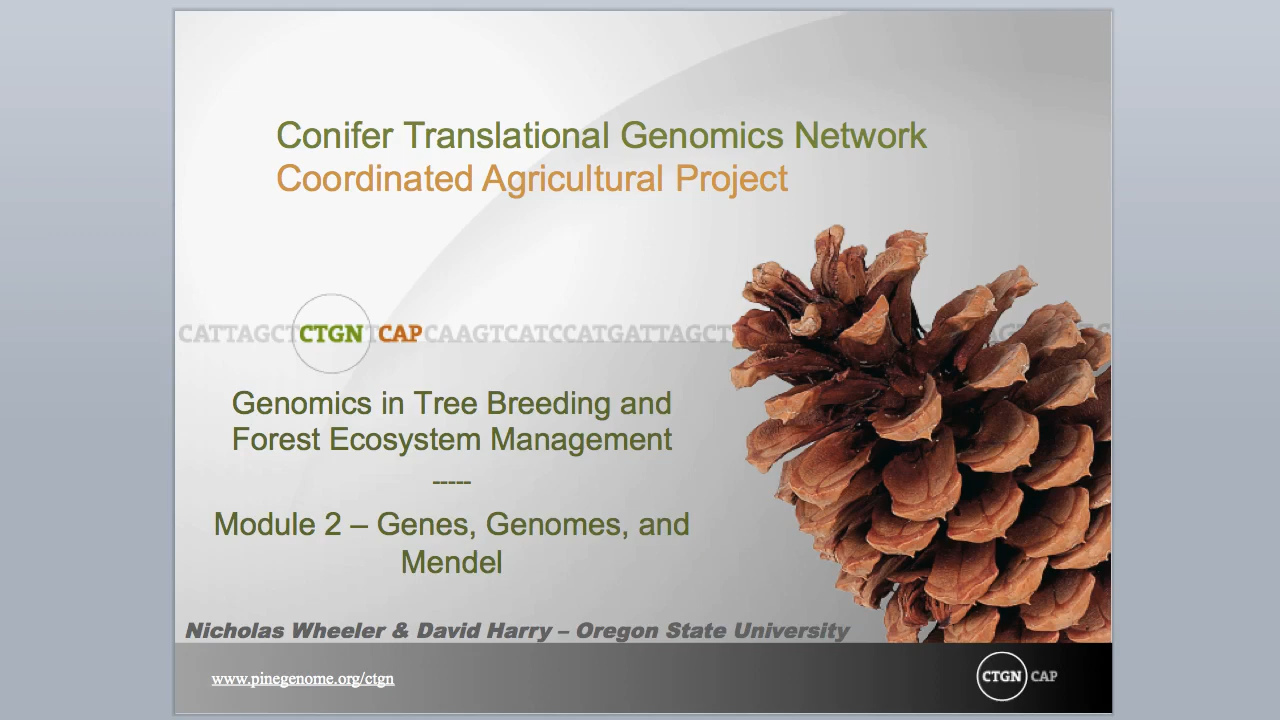 Conifer Translational Genomics Network
Coordinated Agricultural Project
CATTAGCT CTGN CAP CAAGTCATCCATGATTAGCT
Genomics in Tree Breeding and
Forest Ecosystem Management
-----
Module 2 – Genes, Genomes, and
Mendel
Nicholas Wheeler & David Harry – Oregon State University
www.pinegenome.org/ctgn
CTGN CAP